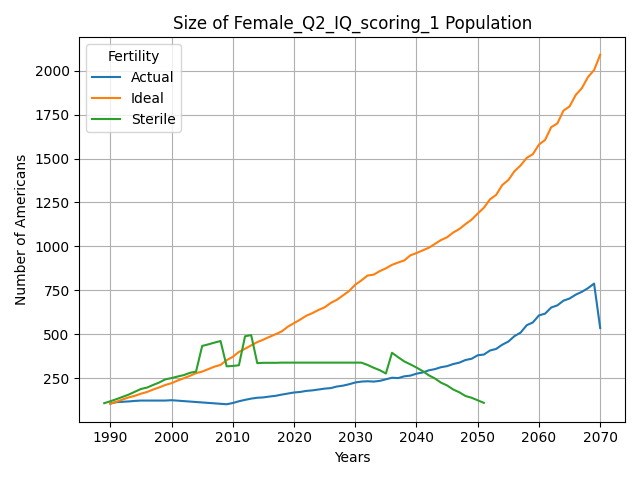 Size of Female_Q2_IQ_scoring_1 Population
Fertility
Actual
Ideal
Sterile
Number of Americans
2000
1750
1500
1250
1000
750
500
250
1990 2000 2010 2020 2030 2040 2050 2060 2070
Years